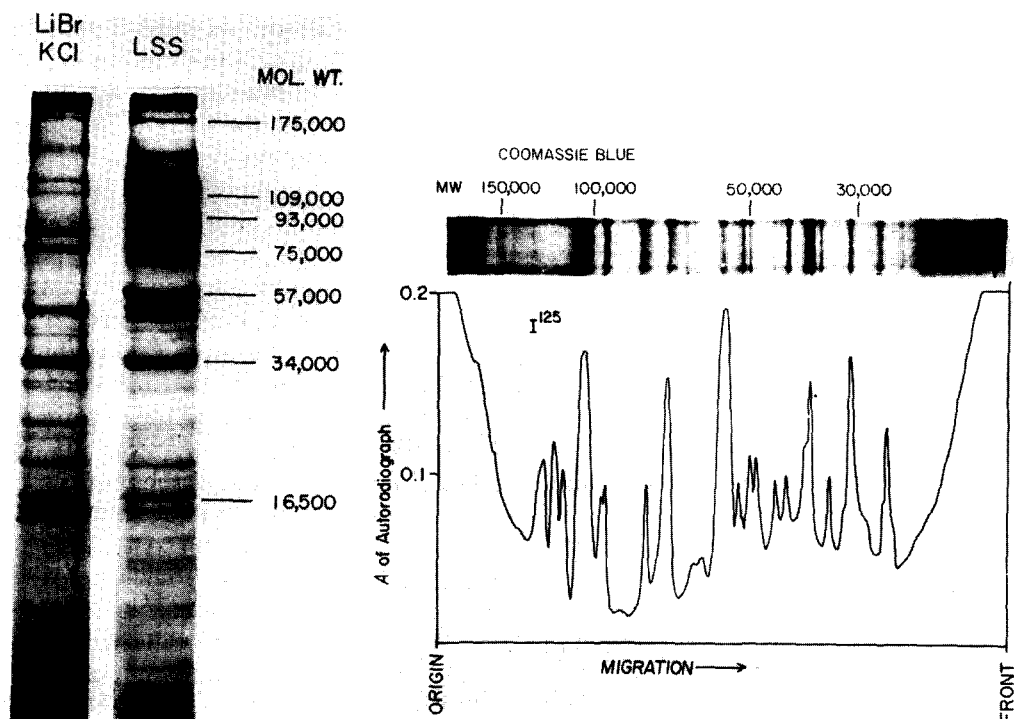 LiBr
KCl
LSS
MOL. WT.
175,000
109,000
93,000
75,000
57,000
34,000
16,500
COOMASSIE BLUE
MW 150,000 100,000 50,000 30,000
0.2
I¹²⁵
0.1
A of Autoradiograph
MIGRATION
ORIGIN
FRONT